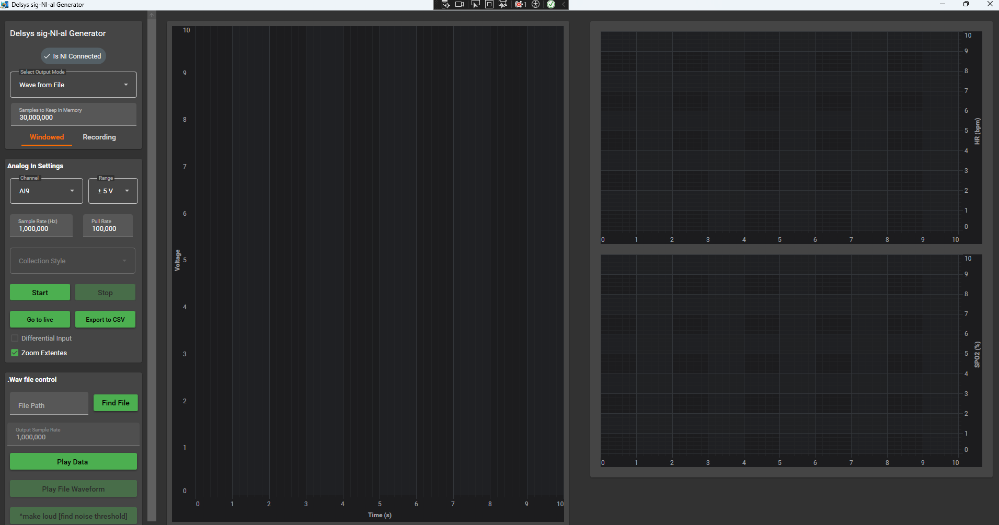 Delsys sig-NI-al Generator
1
Delsys sig-NI-al Generator
Is NI Connected
Select Output Mode
Wave from File
Samples to Keep in Memory
30,000,000
Windowed Recording
Analog In Settings
Channel Range
AI9 ± 5 V
Sample Rate (Hz) Pull Rate
1,000,000 100,000
Collection Style
Start Stop
Go to live Export to CSV
Differential Input
Zoom Extentes
.Wav file control
File Path Find File
Output Sample Rate
1,000,000
Play Data
Play File Waveform
^make loud [find noise threshold]
10
9
8
7
6
5
4
3
2
1
0
Voltage
0 1 2 3 4 5 6 7 8 9 10
Time (s)
10
9
8
7
6
5
4
3
2
1
0
HR (bpm)
0 1 2 3 4 5 6 7 8 9 10
10
9
8
7
6
5
4
3
2
1
0
SPO2 (%)
0 1 2 3 4 5 6 7 8 9 10